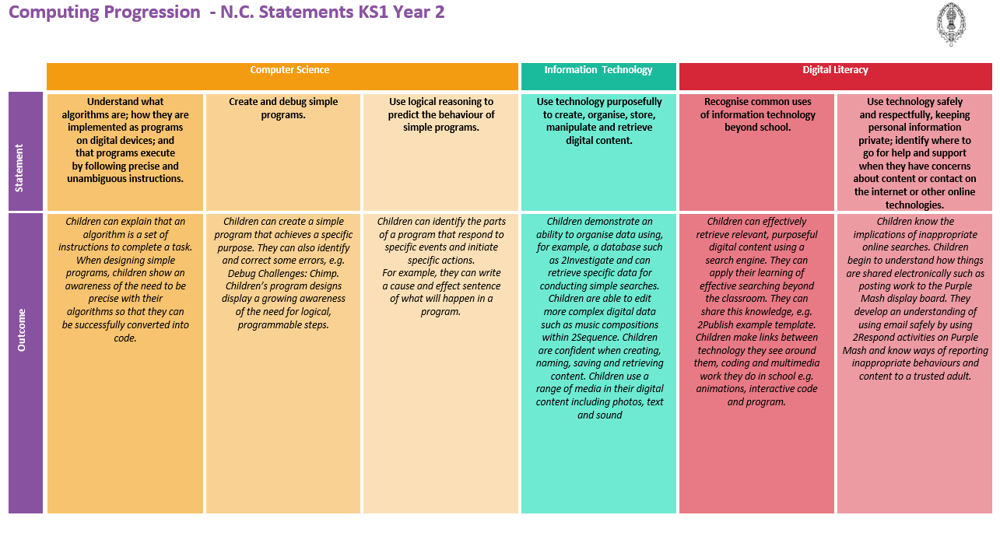 Computing Progression  - N.C. Statements KS1 Year 2
Computer Science
Information  Technology
Digital Literacy
Statement
Understand what
algorithms are; how they are
implemented as programs
on digital devices; and
that programs execute
by following precise and
unambiguous instructions.
Create and debug simple
programs.
Use logical reasoning to
predict the behaviour of
simple programs.
Use technology purposefully
to create, organise, store,
manipulate and retrieve
digital content.
Recognise common uses
of information technology
beyond school.
Use technology safely
and respectfully, keeping
personal information
private; identify where to
go for help and support
when they have concerns
about content or contact on
the internet or other online
technologies.
Outcome
Children can explain that an
algorithm is a set of
instructions to complete a task.
When designing simple
programs, children show an
awareness of the need to be
precise with their
algorithms so that they can
be successfully converted into
code.
Children can create a simple
program that achieves a specific
purpose. They can also identify
and correct some errors, e.g.
Debug Challenges: Chimp.
Children’s program designs
display a growing awareness
of the need for logical,
programmable steps.
Children can identify the parts
of a program that respond to
specific events and initiate
specific actions.
For example, they can write
a cause and effect sentence
of what will happen in a
program.
Children demonstrate an
ability to organise data using,
for example, a database such
as 2Investigate and can
retrieve specific data for
conducting simple searches.
Children are able to edit
more complex digital data
such as music compositions
within 2Sequence. Children
are confident when creating,
naming, saving and retrieving
content. Children use a
range of media in their digital
content including photos, text
and sound
Children can effectively
retrieve relevant, purposeful
digital content using a
search engine. They can
apply their learning of
effective searching beyond
the classroom. They can
share this knowledge, e.g.
2Publish example template.
Children make links between
technology they see around
them, coding and multimedia
work they do in school e.g.
animations, interactive code
and program.
Children know the
implications of inappropriate
online searches. Children
begin to understand how things
are shared electronically such as
posting work to the Purple
Mash display board. They
develop an understanding of
using email safely by using
2Respond activities on Purple
Mash and know ways of reporting
inappropriate behaviours and
content to a trusted adult.